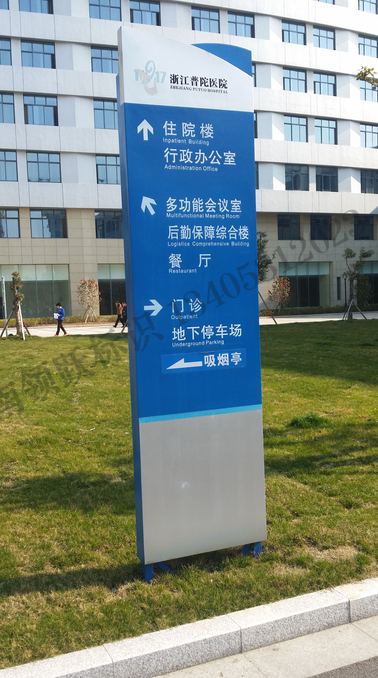 浙江普陀医院
ZHEJIANG PUTUO HOSPITAL
住院楼
Inpatient Building
行政办公室
Administration Office
多功能会议室
Multifunctional Meeting Room
后勤保障综合楼
Logistics Comprehensive Building
餐厅
Restaurant
门诊
Outpatient
地下停车场
Underground Parking
吸烟亭